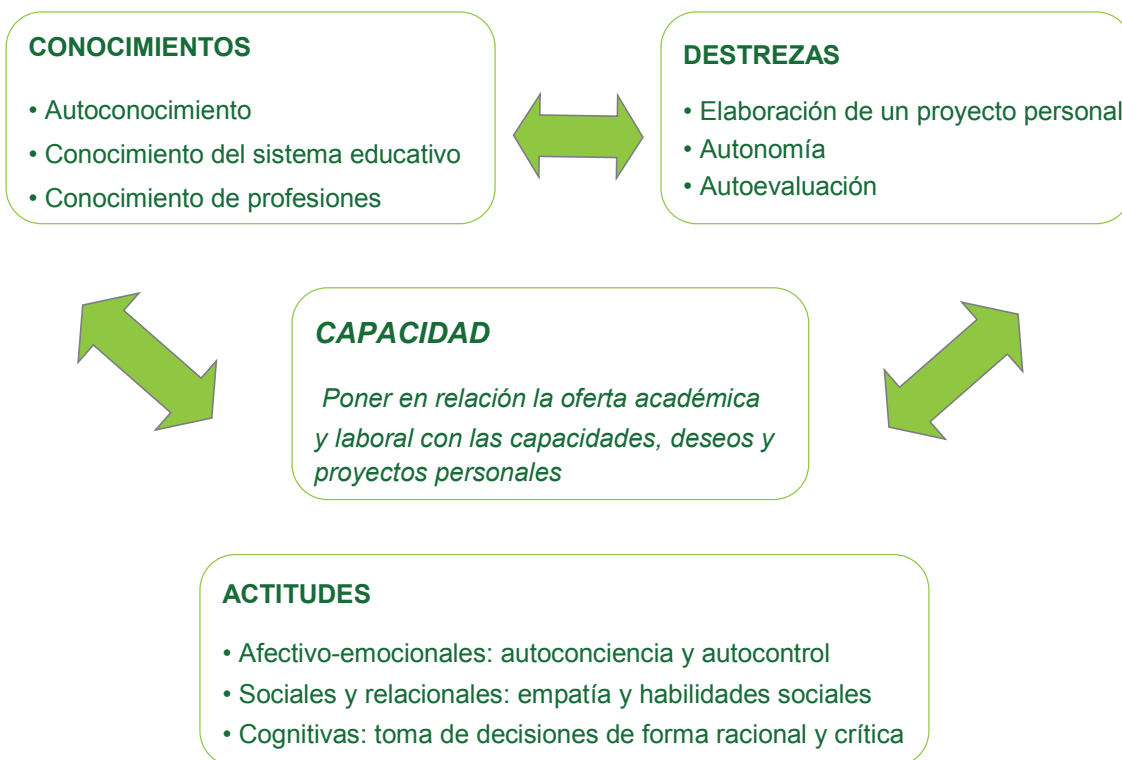 CONOCIMIENTOS
• Autoconocimiento
• Conocimiento del sistema educativo
• Conocimiento de profesiones
DESTREZAS
• Elaboración de un proyecto personal
• Autonomía
• Autoevaluación
CAPACIDAD
Poner en relación la oferta académica
y laboral con las capacidades, deseos y
proyectos personales
ACTITUDES
• Afectivo-emocionales: autoconciencia y autocontrol
• Sociales y relacionales: empatía y habilidades sociales
• Cognitivas: toma de decisiones de forma racional y crítica